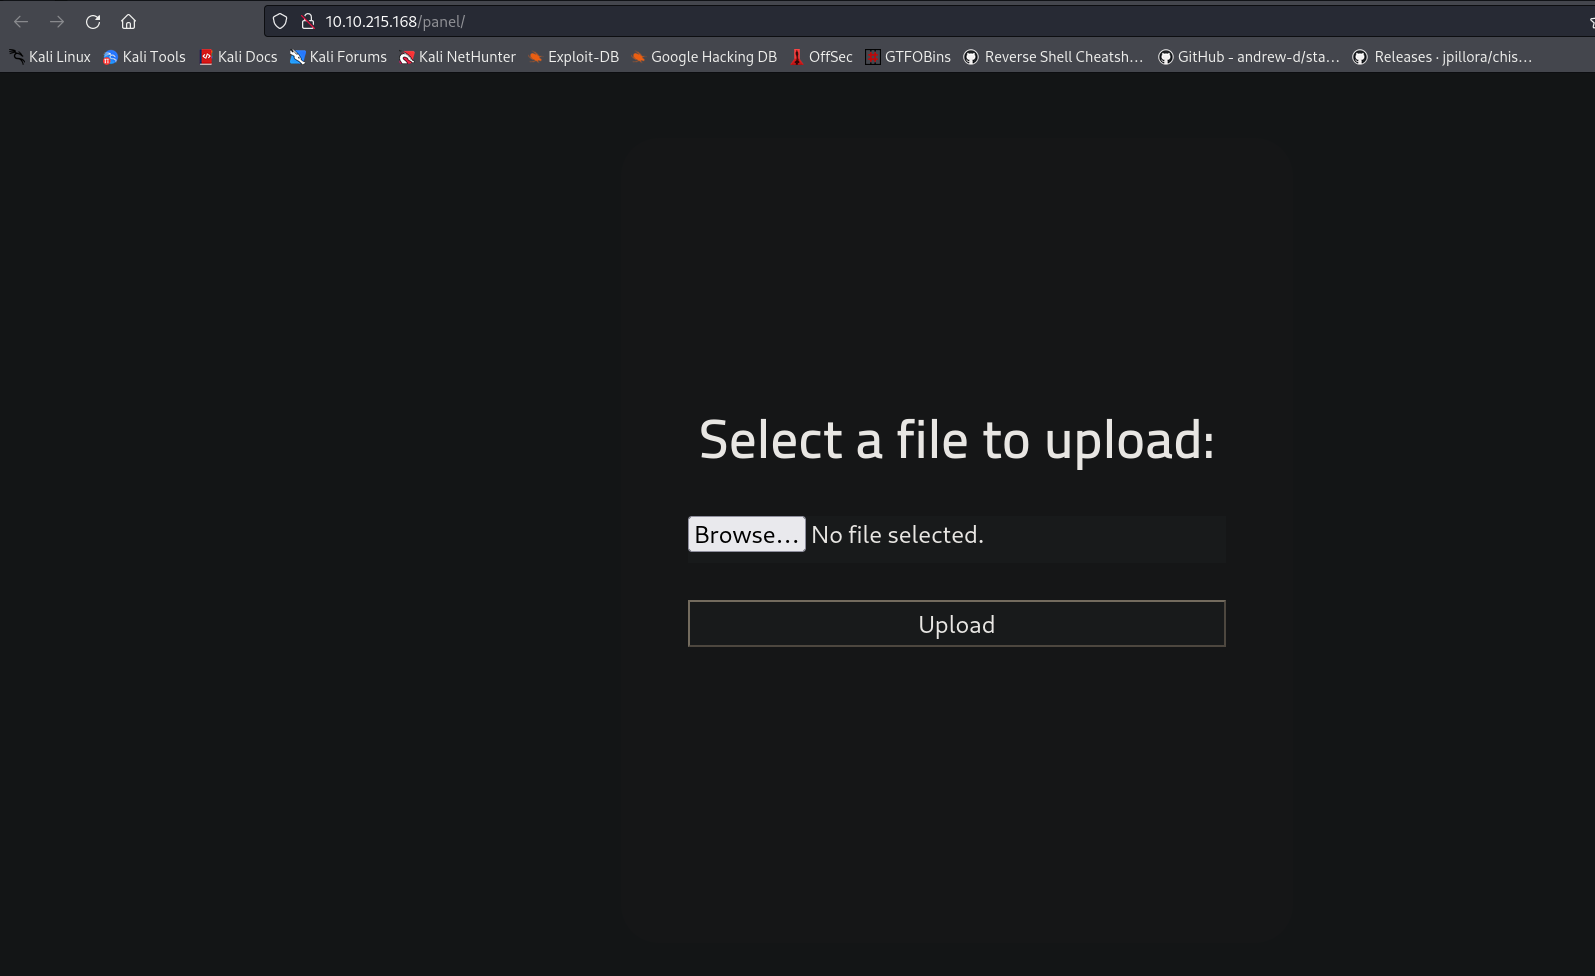 10.10.215.168/panel/
Kali Linux Kali Tools Kali Docs Kali Forums Kali NetHunter Exploit-DB Google Hacking DB OffSec GTFOBins Reverse Shell Cheatsh… GitHub - andrew-d/sta… Releases · jpillora/chis…
Select a file to upload:
Browse… No file selected.
Upload